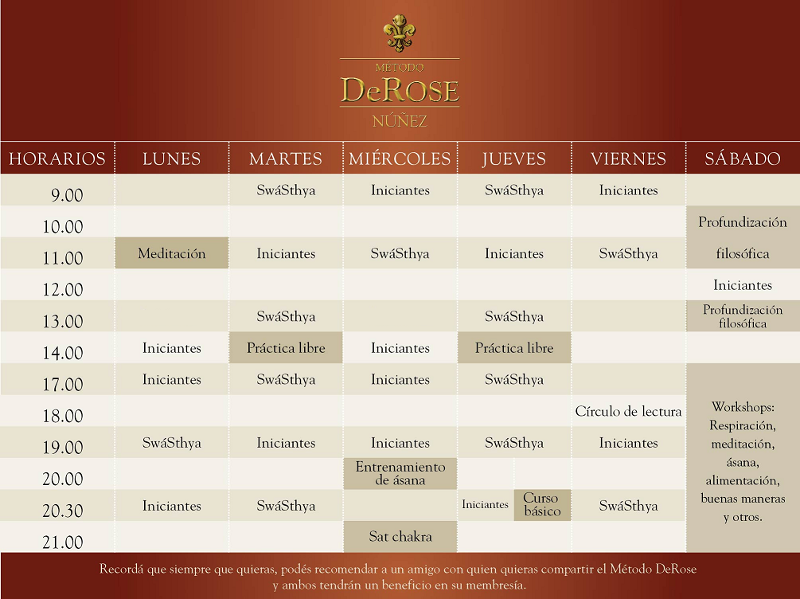 MÉTODO
DeROSE
NÚÑEZ
HORARIOS LUNES MARTES MIÉRCOLES JUEVES VIERNES SÁBADO
9.00 SwáSthya Iniciantes SwáSthya Iniciantes
10.00 Profundización
11.00 Meditación Iniciantes SwáSthya Iniciantes SwáSthya filosófica
12.00 Iniciantes
13.00 SwáSthya SwáSthya Profundización
filosófica
14.00 Iniciantes Práctica libre Iniciantes Práctica libre
17.00 Iniciantes SwáSthya Iniciantes SwáSthya
18.00 Círculo de lectura
19.00 SwáSthya Iniciantes Iniciantes SwáSthya Iniciantes
20.00 Entrenamiento
de ásana
20.30 Iniciantes SwáSthya Iniciantes Curso
básico SwáSthya
21.00 Sat chakra
Workshops:
Respiración,
meditación,
ásana,
alimentación,
buenas maneras
y otros.
Recordá que siempre que quieras, podés recomendar a un amigo con quien quieras compartir el Método DeRose
y ambos tendrán un beneficio en su membresía.